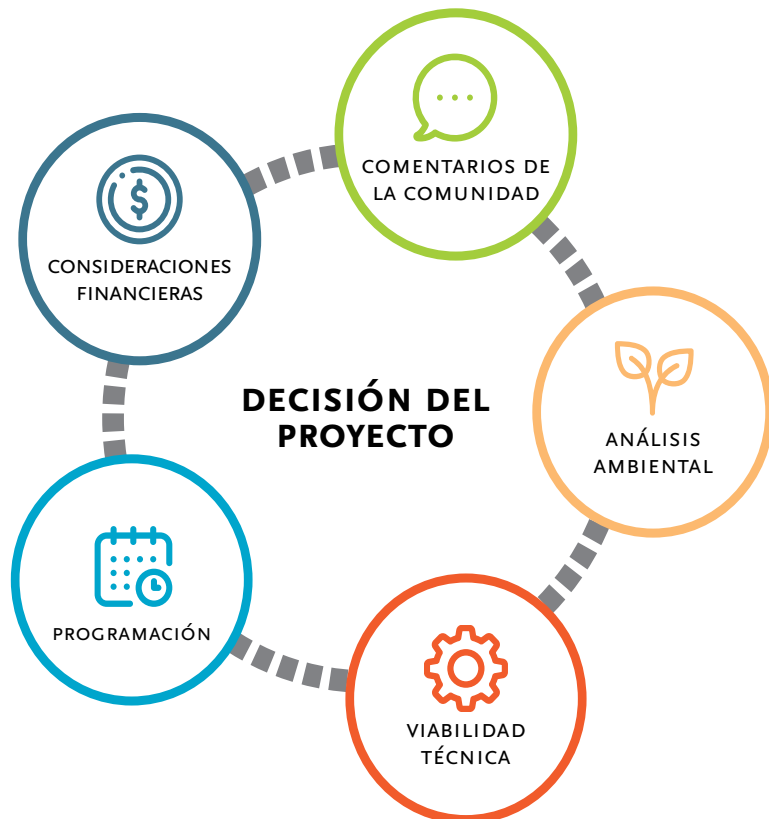 COMENTARIOS DE
LA COMUNIDAD
CONSIDERACIONES
FINANCIERAS
DECISIÓN DEL
PROYECTO
ANÁLISIS
AMBIENTAL
PROGRAMACIÓN
VIABILIDAD
TÉCNICA